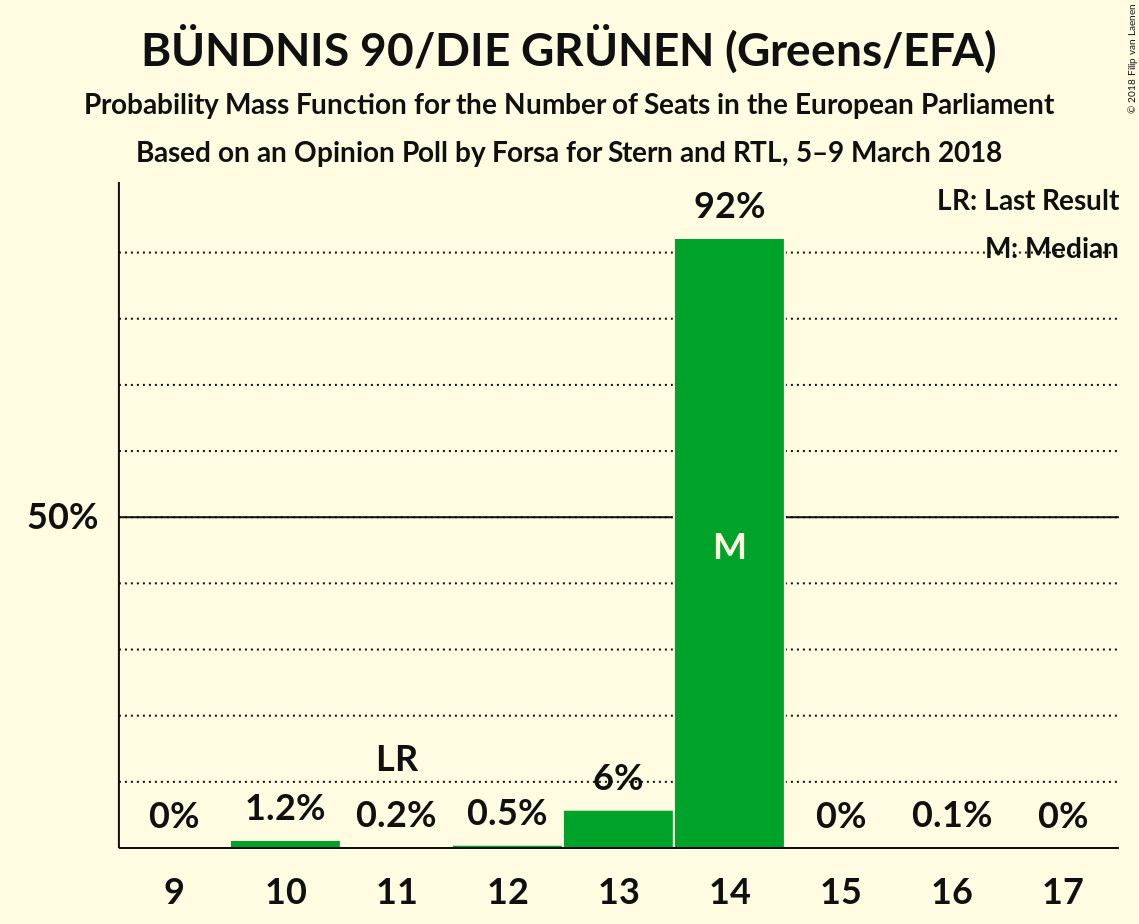 BÜNDNIS 90/DIE GRÜNEN (Greens/EFA)
Probability Mass Function for the Number of Seats in the European Parliament
Based on an Opinion Poll by Forsa for Stern and RTL, 5–9 March 2018
© 2018 Filip van Laenen
LR: Last Result
M: Median
92%
50%
M
LR
0% 1.2% 0.2% 0.5% 6% 0% 0.1% 0%
9 10 11 12 13 14 15 16 17